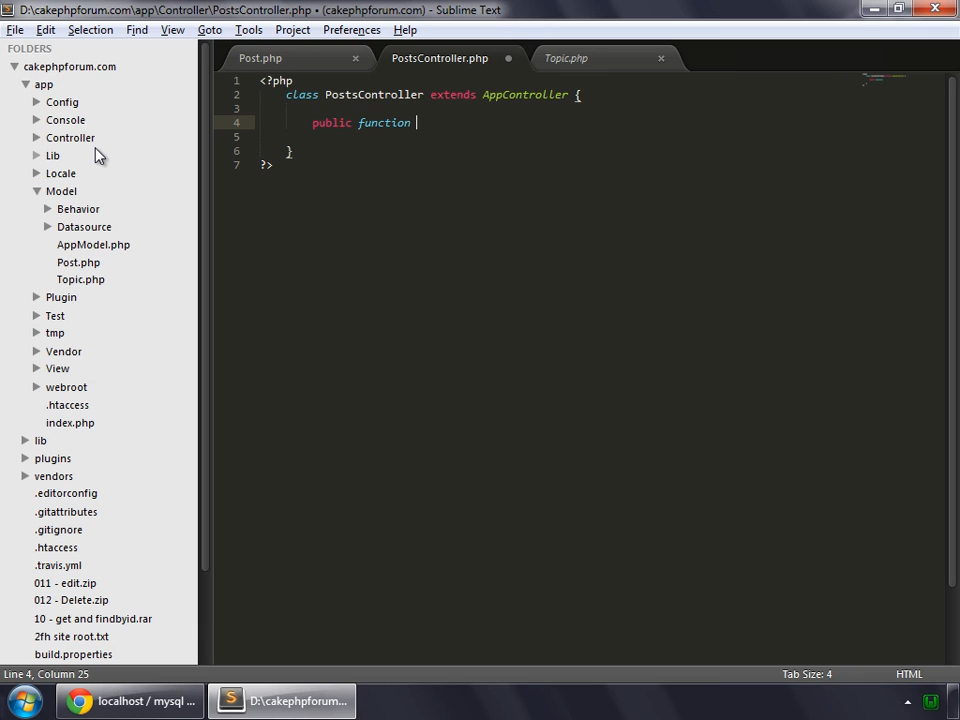 D:\cakephpforum.com\app\Controller\PostsController.php • (cakephpforum.com) - Sublime Text
File Edit Selection Find View Goto Tools Project Preferences Help
FOLDERS
cakephpforum.com
app
Config
Console
Controller
Lib
Locale
Model
Behavior
Datasource
AppModel.php
Post.php
Topic.php
Plugin
Test
tmp
Vendor
View
webroot
.htaccess
index.php
lib
plugins
vendors
.editorconfig
.gitattributes
.gitignore
.htaccess
.travis.yml
011 - edit.zip
012 - Delete.zip
10 - get and findbyid.rar
2fh site root.txt
build.properties
Post.php × PostsController.php • Topic.php ×
1 <?php
2 class PostsController extends AppController {
3
4 public function
5
6 }
7 ?>
Line 4, Column 25 Tab Size: 4 HTML
localhost / mysql ... D:\cakephpforum...